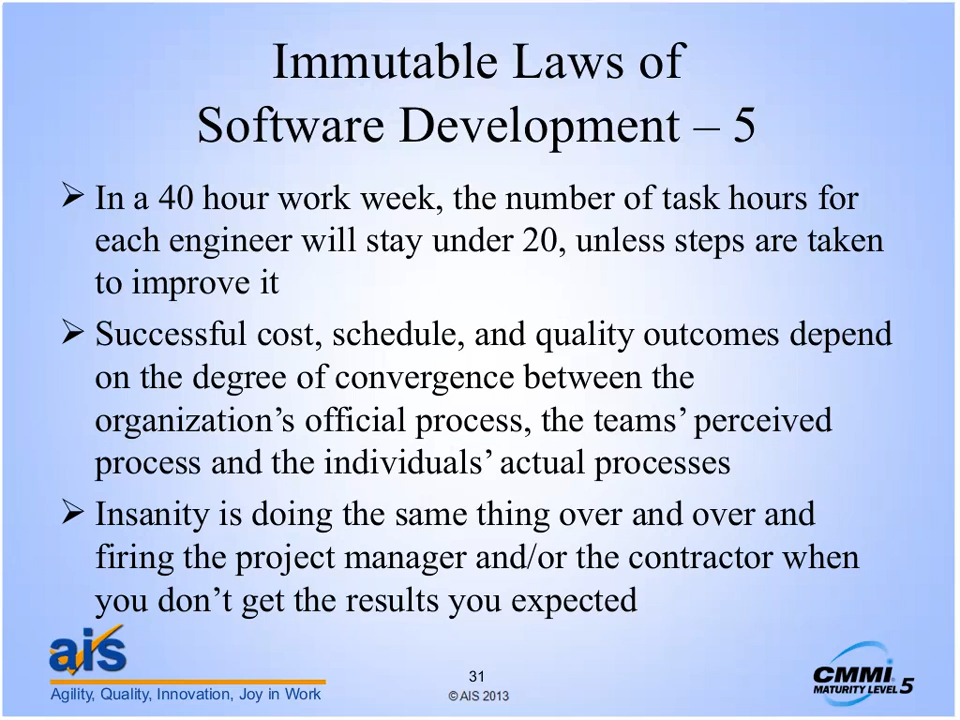 Immutable Laws of
Software Development – 5
➢ In a 40 hour work week, the number of task hours for
each engineer will stay under 20, unless steps are taken
to improve it
➢ Successful cost, schedule, and quality outcomes depend
on the degree of convergence between the
organization’s official process, the teams’ perceived
process and the individuals’ actual processes
➢ Insanity is doing the same thing over and over and
firing the project manager and/or the contractor when
you don’t get the results you expected
ais
Agility, Quality, Innovation, Joy in Work
31
© AIS 2013
CMMI
MATURITY LEVEL 5